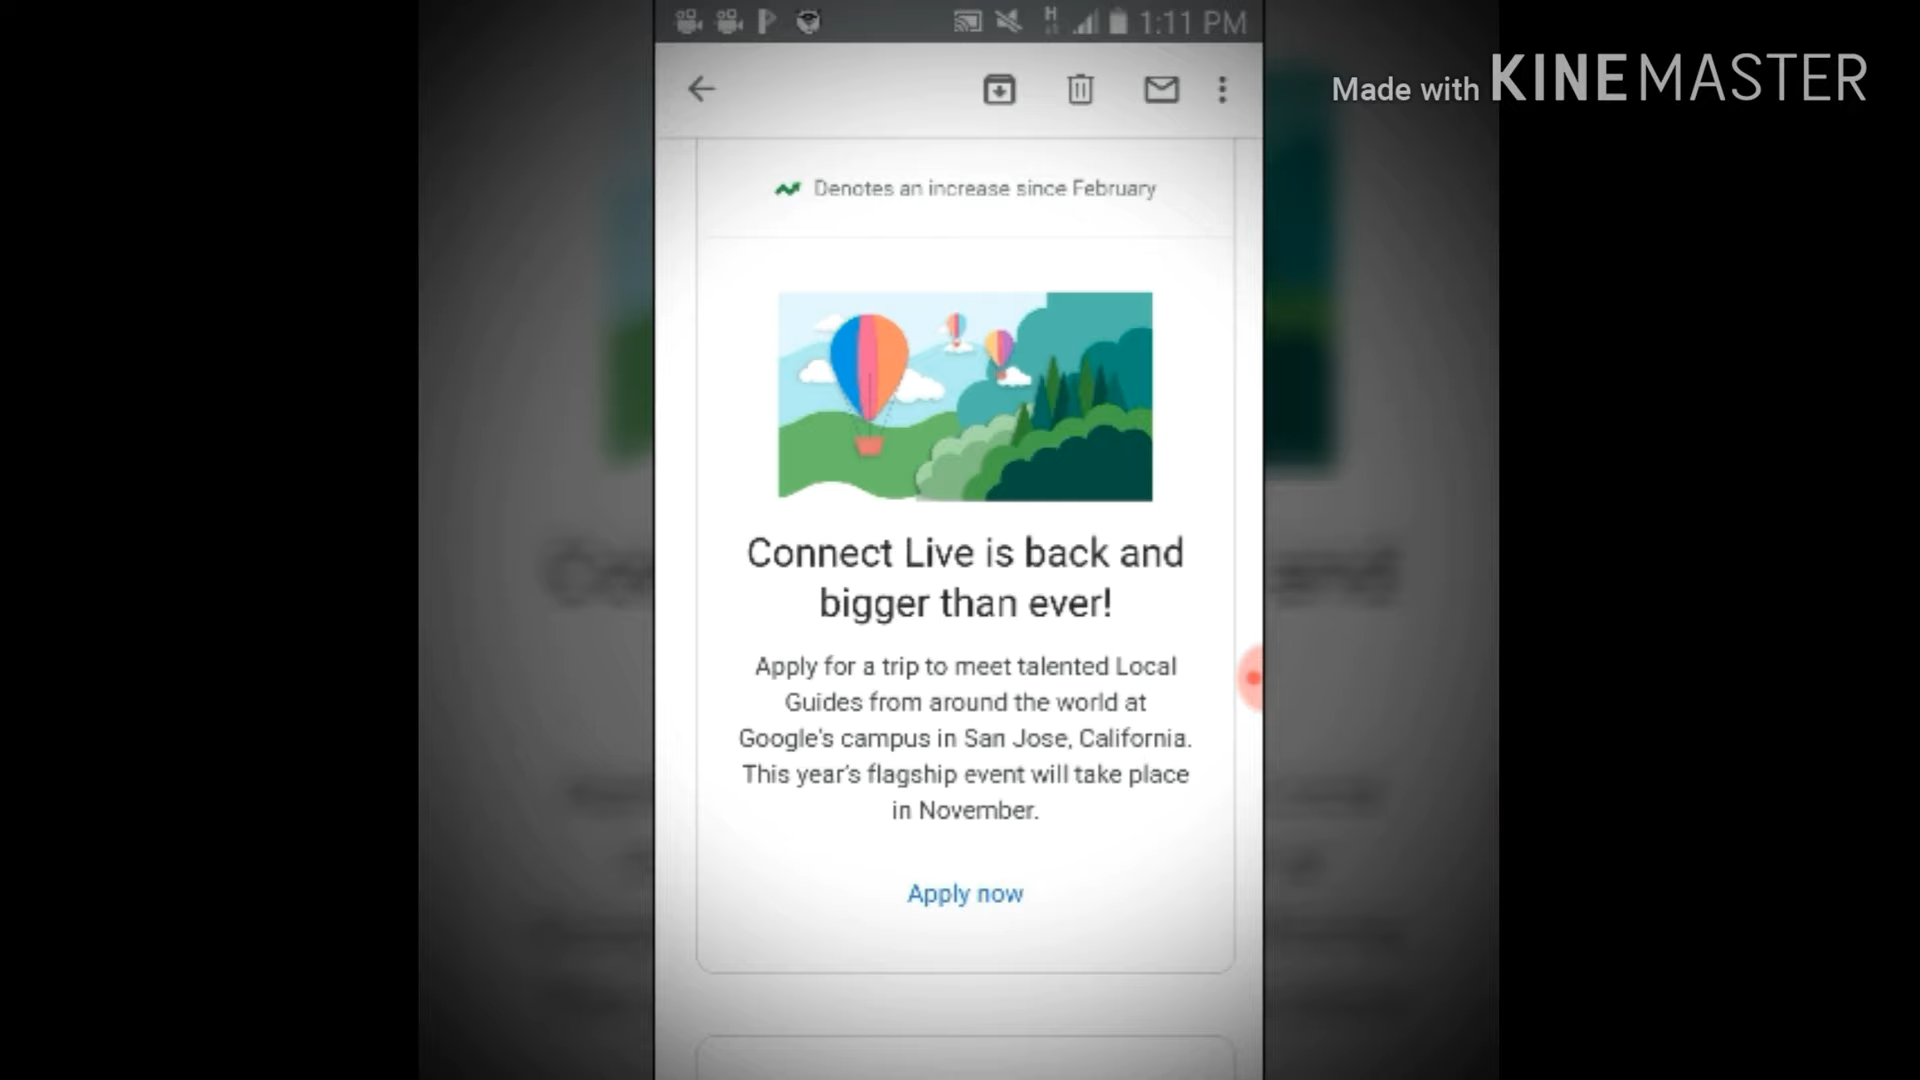 1:11 PM
Made with KINEMASTER
Denotes an increase since February
Connect Live is back and
bigger than ever!
Apply for a trip to meet talented Local
Guides from around the world at
Google's campus in San Jose, California.
This year's flagship event will take place
in November.
Apply now